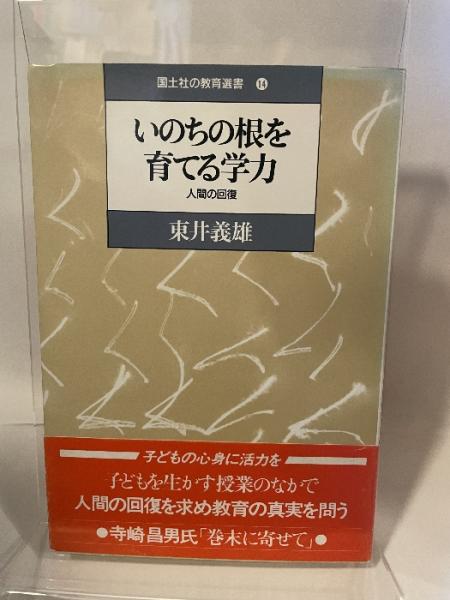 国土社の教育選書 14
いのちの根を
育てる学力
人間の回復
東井義雄
子どもの心身に活力を
子どもを生かす授業のなかで
人間の回復を求め教育の真実を問う
●寺崎昌男氏「巻末に寄せて」●